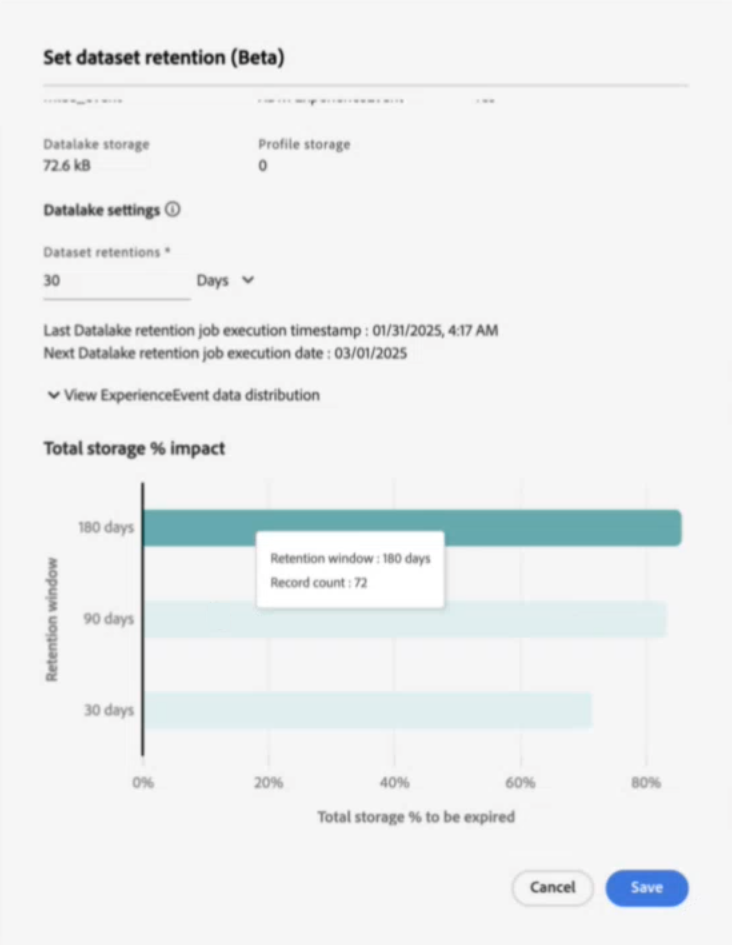 Set dataset retention (Beta)
Datalake storage
Profile storage
72.6 kB
0
Datalake settings
Dataset retentions *
30
Days
Last Datalake retention job execution timestamp : 01/31/2025, 4:17 AM
Next Datalake retention job execution date : 03/01/2025
View ExperienceEvent data distribution
Total storage % impact
Retention window
180 days
Retention window : 180 days
Record count : 72
90 days
30 days
0%
20%
40%
60%
80%
Total storage % to be expired
Cancel
Save